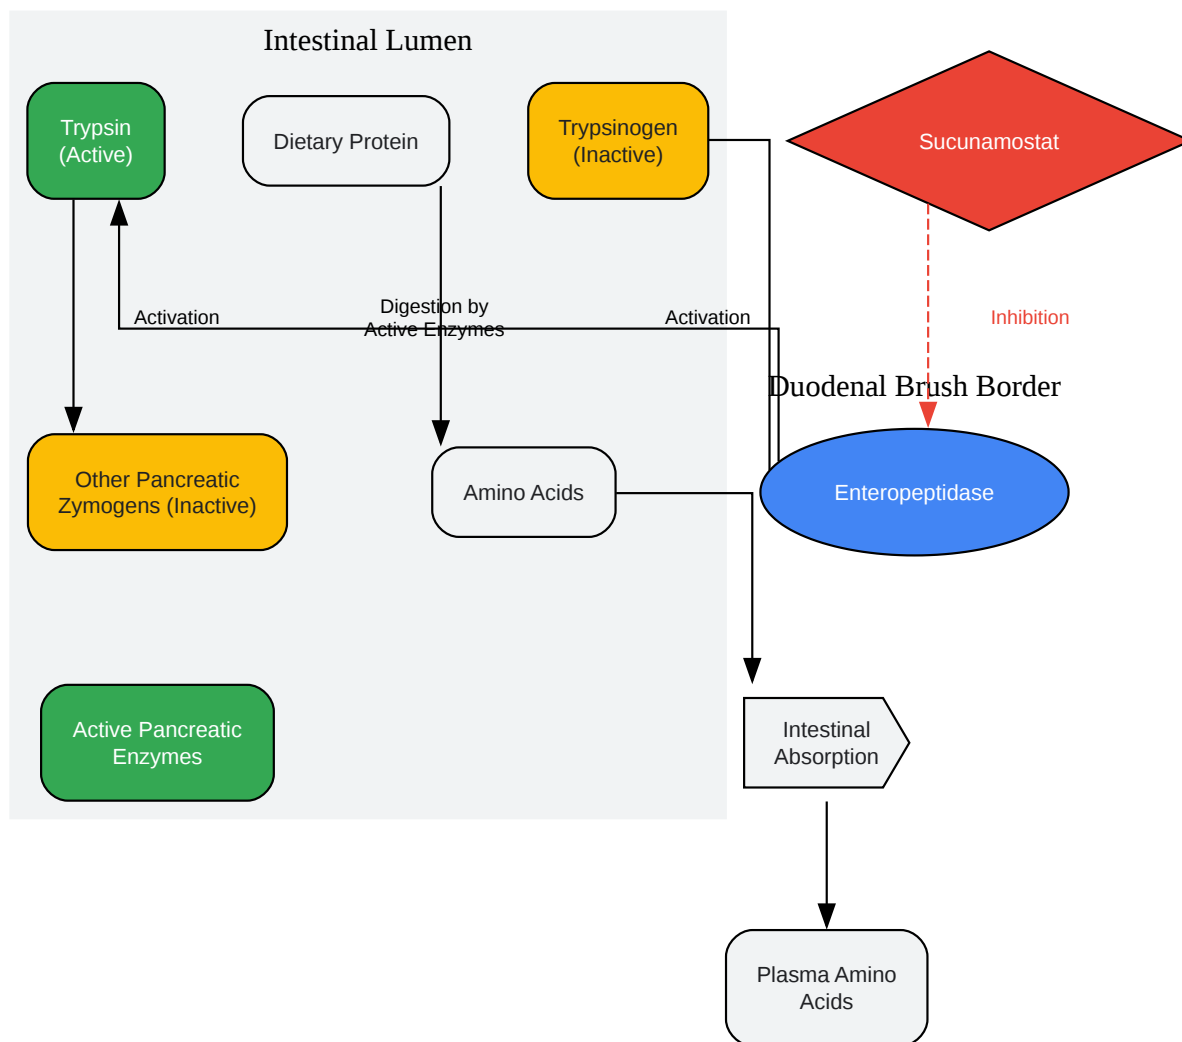 Intestinal Lumen
Trypsin
(Active)
Dietary Protein
Trypsinogen
(Inactive)
Sucunamostat
Activation
Digestion by
Active Enzymes
Activation
Inhibition
Duodenal Brush Border
Other Pancreatic
Zymogens (Inactive)
Amino Acids
Enteropeptidase
Active Pancreatic
Enzymes
Intestinal
Absorption
Plasma Amino
Acids